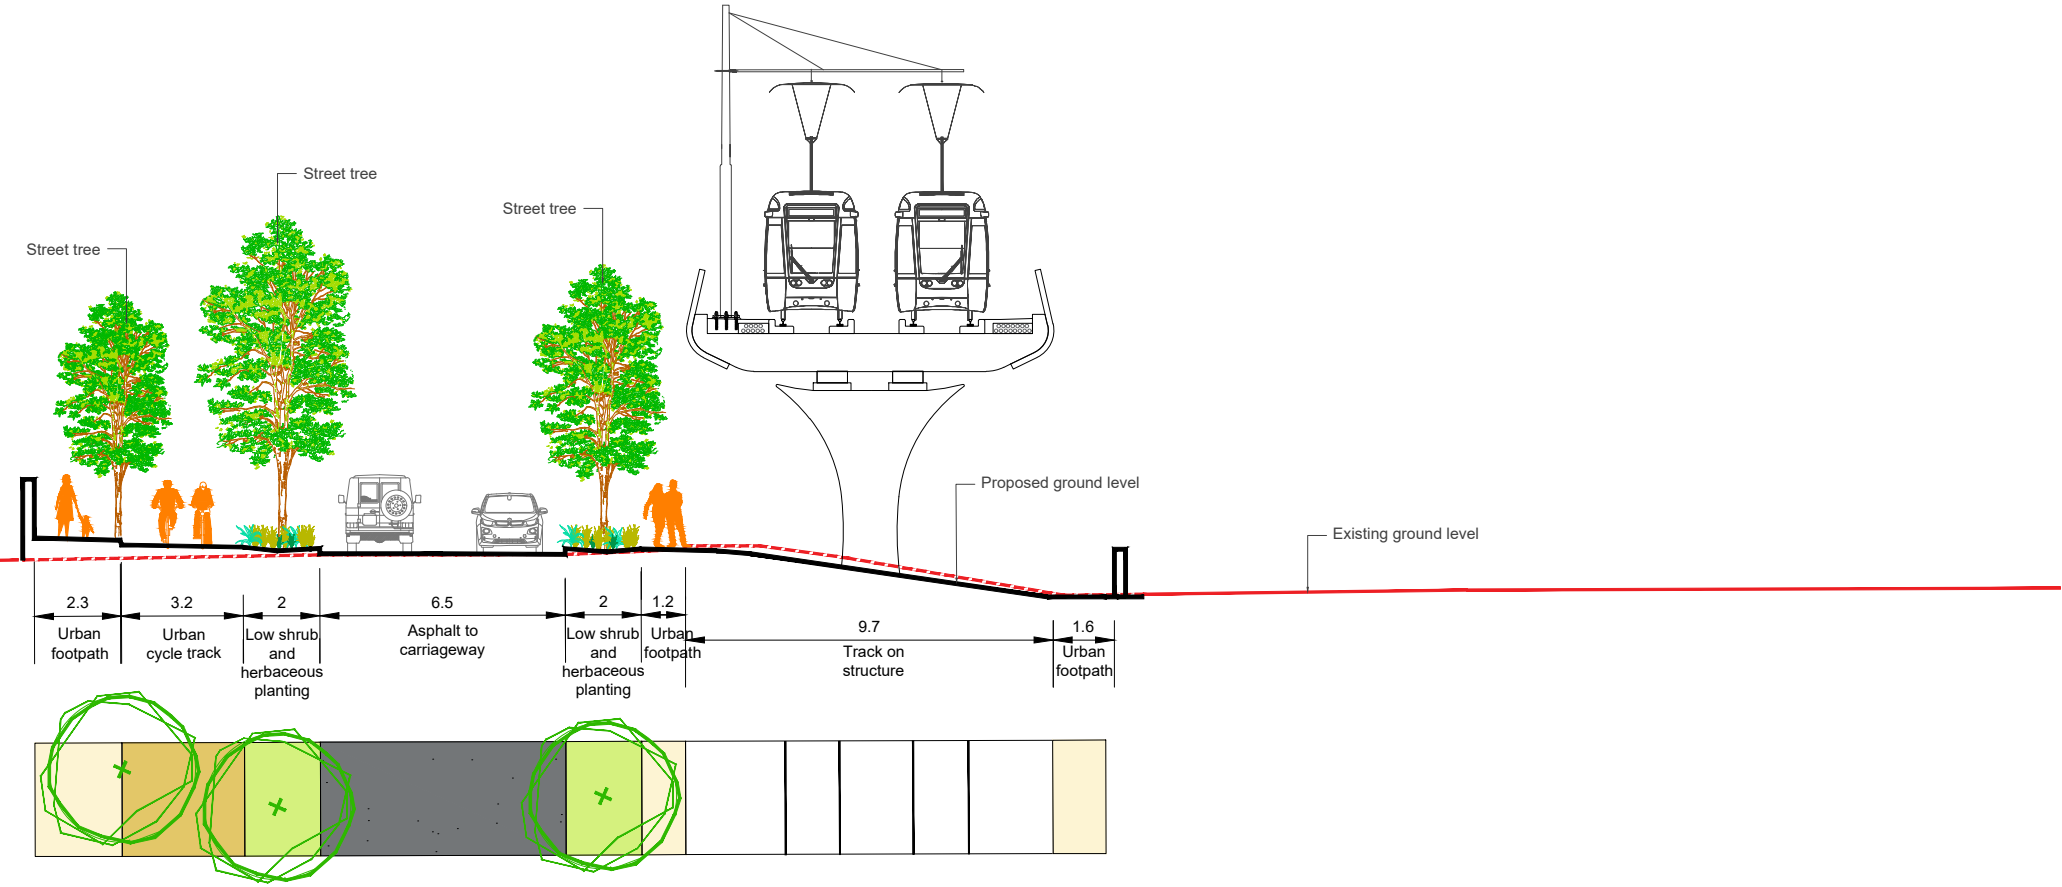 Street tree
Street tree
Street tree
Proposed ground level
Existing ground level
2.3
Urban
footpath
3.2
Urban
cycle track
2
Low shrub
and
herbaceous
planting
6.5
Asphalt to
carriageway
2
Low shrub
and
herbaceous
planting
1.2
Urban
footpath
9.7
Track on
structure
1.6
Urban
footpath